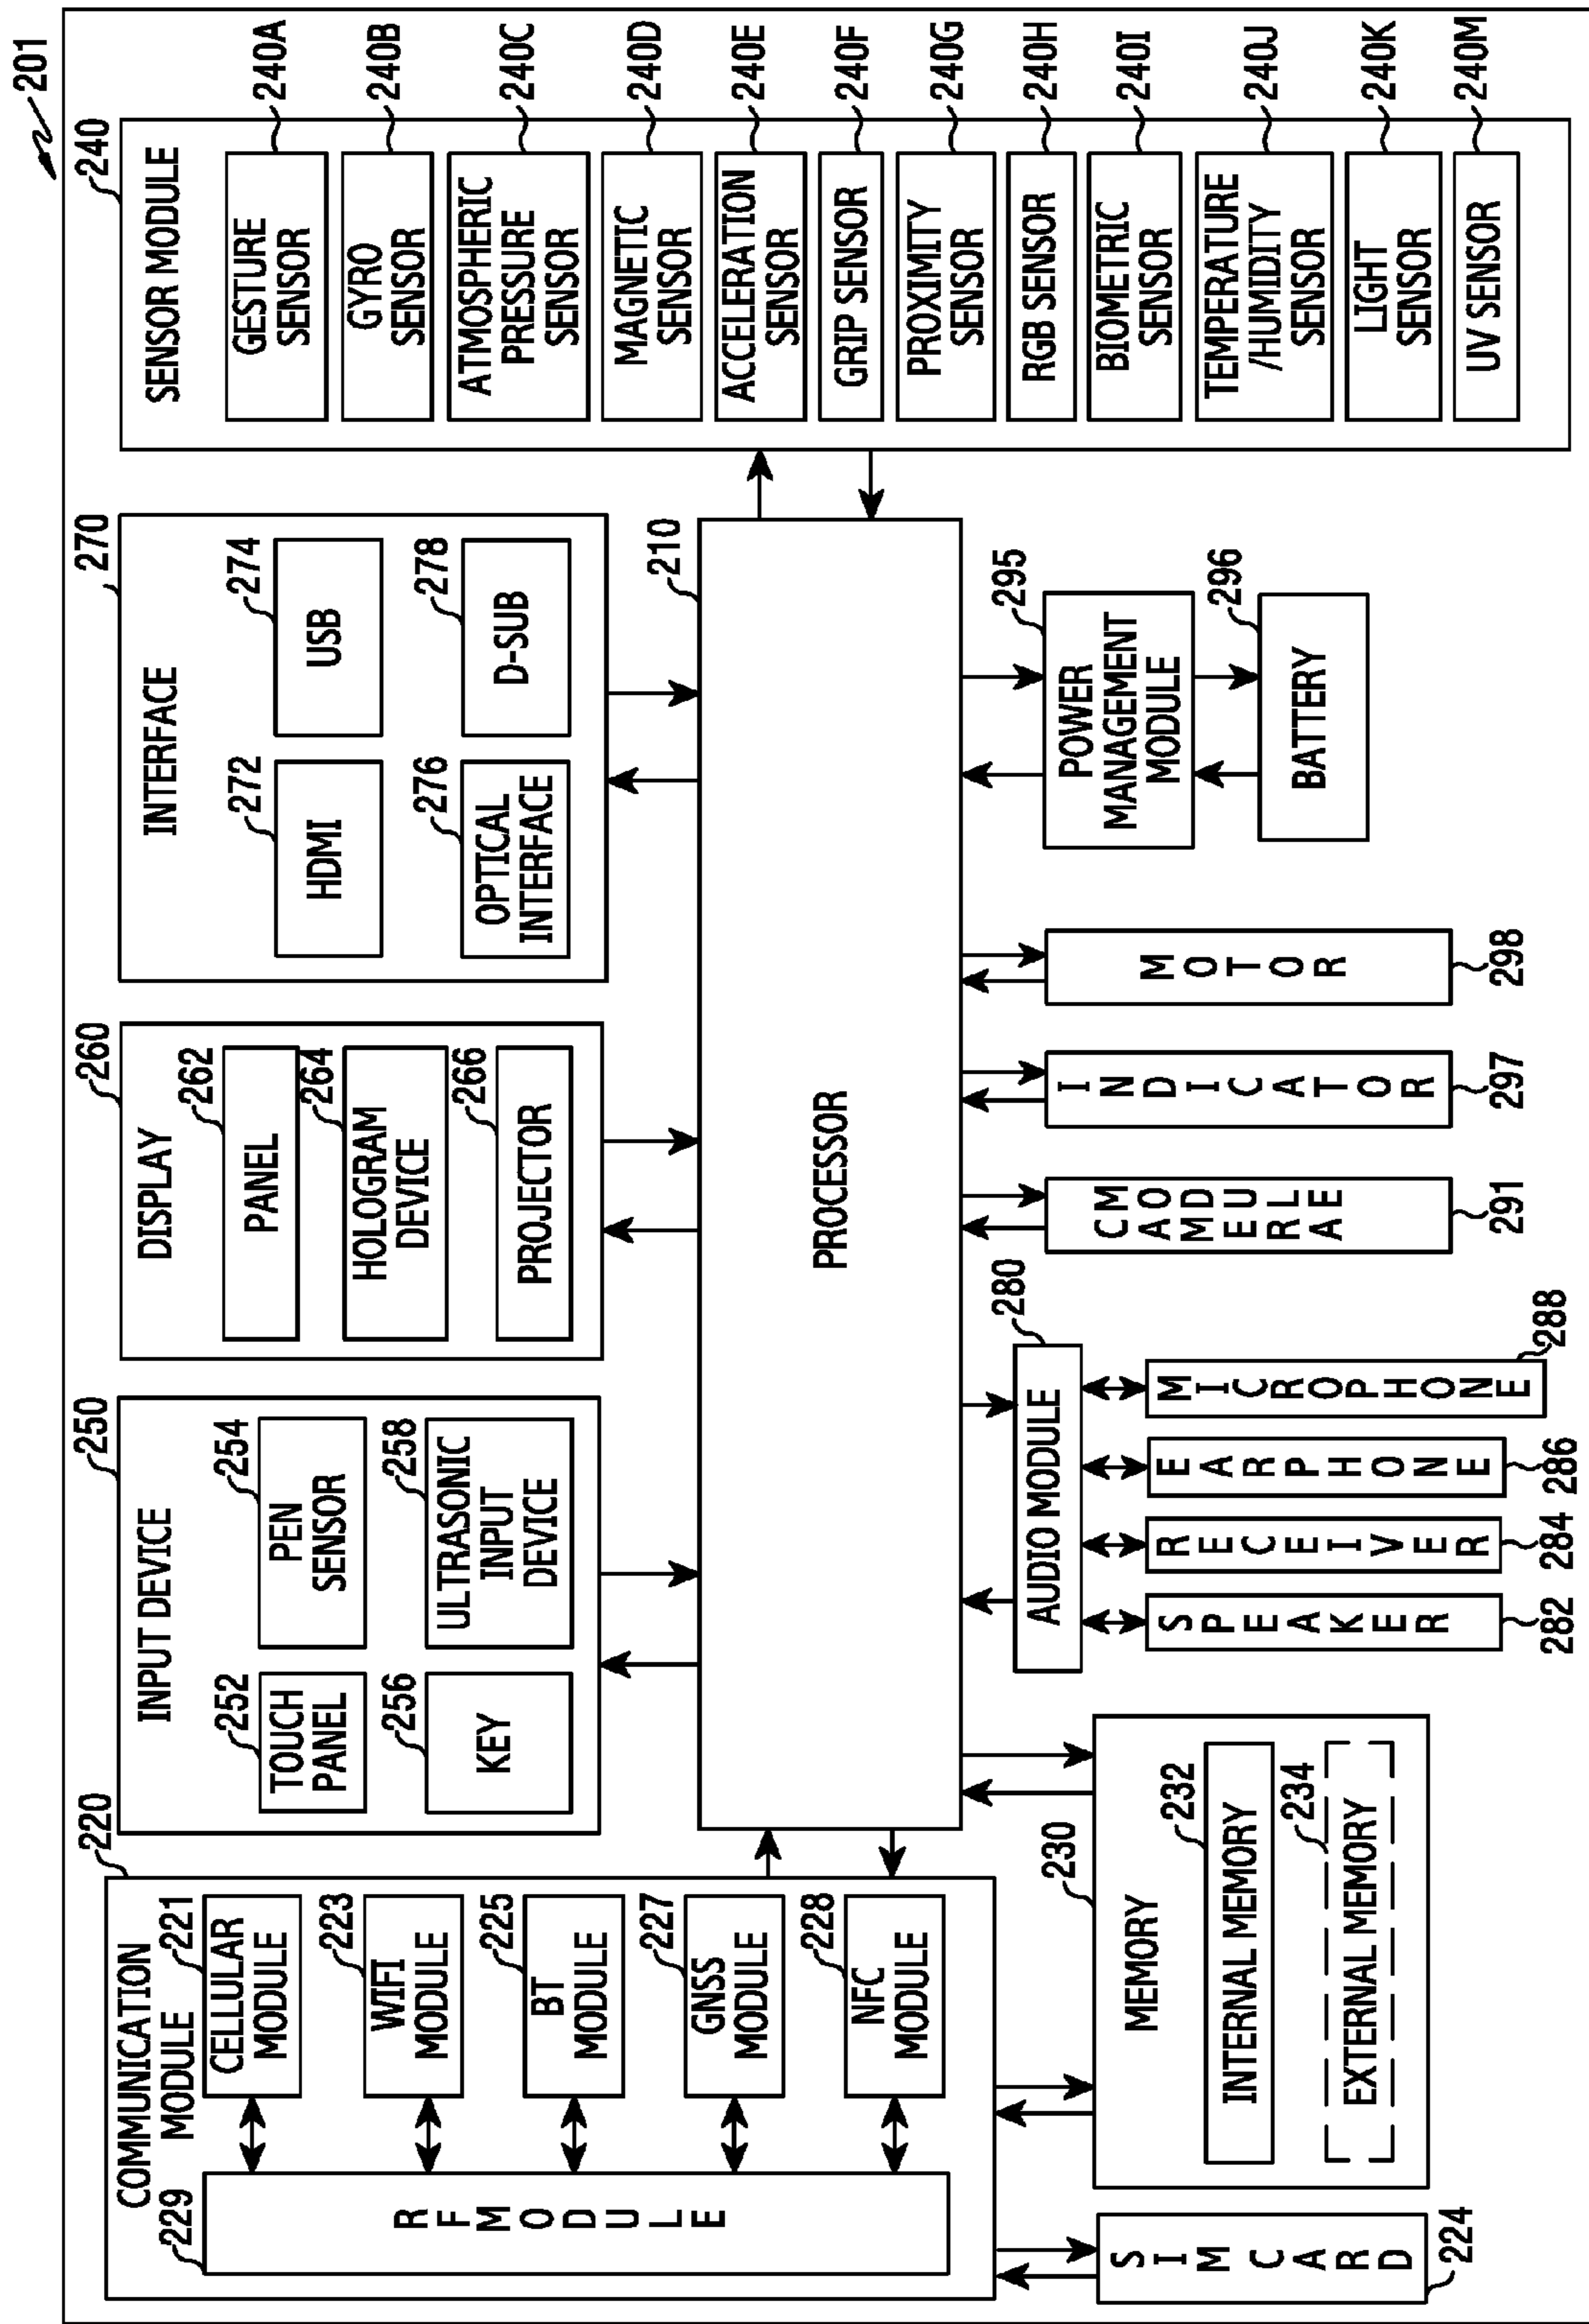 201
COMMUNICATION
MODULE
220
229
RF MODULE
221
CELLULAR
MODULE
223
WIFI
MODULE
225
BT
MODULE
227
GNSS
MODULE
228
NFC
MODULE
SIM CARD
224
INPUT DEVICE
250
252
TOUCH
PANEL
254
PEN
SENSOR
256
KEY
258
ULTRASONIC
INPUT
DEVICE
DISPLAY
260
262
PANEL
264
HOLOGRAM
DEVICE
266
PROJECTOR
INTERFACE
270
272
HDMI
274
USB
276
OPTICAL
INTERFACE
278
D-SUB
SENSOR MODULE
240
GESTURE
SENSOR
240A
GYRO
SENSOR
240B
ATMOSPHERIC
PRESSURE
SENSOR
240C
MAGNETIC
SENSOR
240D
ACCELERATION
SENSOR
240E
GRIP SENSOR
240F
PROXIMITY
SENSOR
240G
RGB SENSOR
240H
BIOMETRIC
SENSOR
240I
TEMPERATURE
/HUMIDITY
SENSOR
240J
LIGHT
SENSOR
240K
UV SENSOR
240M
PROCESSOR
210
MEMORY
230
232
INTERNAL MEMORY
234
EXTERNAL MEMORY
AUDIO MODULE
280
SPEAKER
282
RECEIVER
284
EARPHONE
286
MICROPHONE
288
CAMERA
MODULE
291
INDICATOR
297
MOTOR
298
POWER
MANAGEMENT
MODULE
295
BATTERY
296